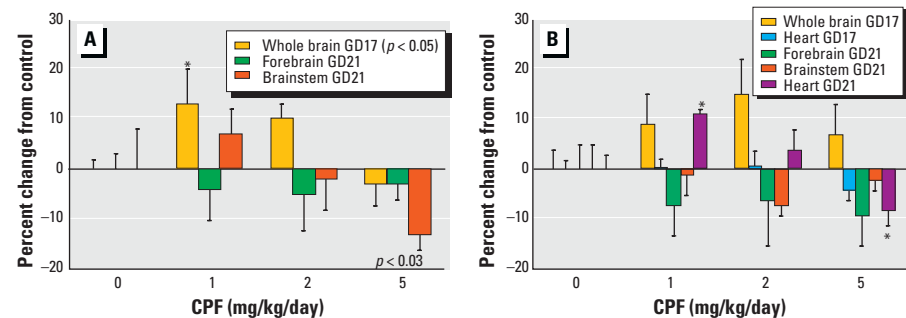 A
Whole brain GD17 (p < 0.05)
Forebrain GD21
Brainstem GD21
Percent change from control
30
20
10
0
–10
–20
*
p < 0.03
0 1 2 5
CPF (mg/kg/day)
B
Whole brain GD17
Heart GD17
Forebrain GD21
Brainstem GD21
Heart GD21
Percent change from control
30
20
10
0
–10
–20
*
*
0 1 2 5
CPF (mg/kg/day)